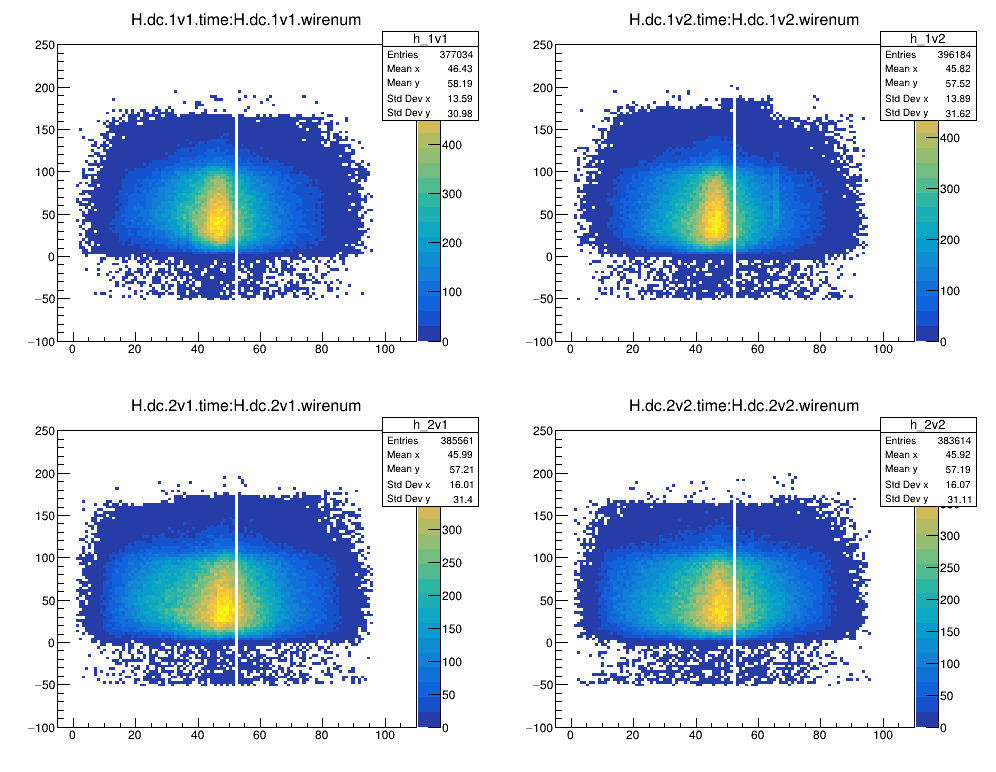 H.dc.1v1.time:H.dc.1v1.wirenum
h_1v1
Entries 377034
Mean x 46.43
Mean y 58.19
Std Dev x 13.59
Std Dev y 30.98
250
200
150
100
50
0
−50
−100
0 20 40 60 80 100
400
300
200
100
0
H.dc.1v2.time:H.dc.1v2.wirenum
h_1v2
Entries 396184
Mean x 45.82
Mean y 57.52
Std Dev x 13.89
Std Dev y 31.62
250
200
150
100
50
0
−50
−100
0 20 40 60 80 100
400
300
200
100
0
H.dc.2v1.time:H.dc.2v1.wirenum
h_2v1
Entries 385561
Mean x 45.99
Mean y 57.21
Std Dev x 16.01
Std Dev y 31.4
250
200
150
100
50
0
−50
−100
0 20 40 60 80 100
300
250
200
150
100
50
0
H.dc.2v2.time:H.dc.2v2.wirenum
h_2v2
Entries 383614
Mean x 45.92
Mean y 57.19
Std Dev x 16.07
Std Dev y 31.11
250
200
150
100
50
0
−50
−100
0 20 40 60 80 100
300
250
200
150
100
50
0